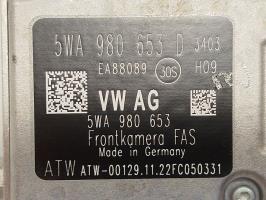 5WA 980 653 D 3403
EA88089 30S H09
VW AG
5WA 980 653
Frontkamera FAS
Made in Germany
ATW ATW-00129.11.22FC050331